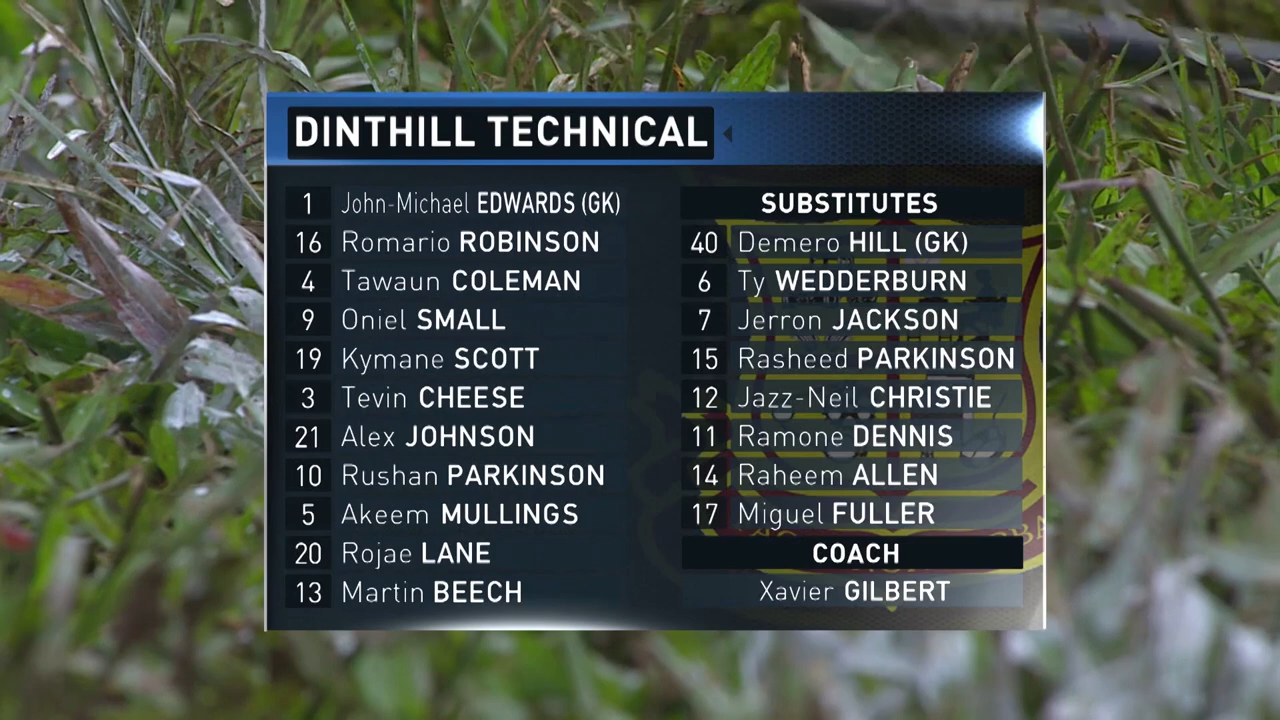 DINTHILL TECHNICAL
1 John-Michael EDWARDS (GK)
16 Romario ROBINSON
4 Tawaun COLEMAN
9 Oniel SMALL
19 Kymane SCOTT
3 Tevin CHEESE
21 Alex JOHNSON
10 Rushan PARKINSON
5 Akeem MULLINGS
20 Rojae LANE
13 Martin BEECH
SUBSTITUTES
40 Demero HILL (GK)
6 Ty WEDDERBURN
7 Jerron JACKSON
15 Rasheed PARKINSON
12 Jazz-Neil CHRISTIE
11 Ramone DENNIS
14 Raheem ALLEN
17 Miguel FULLER
COACH
Xavier GILBERT